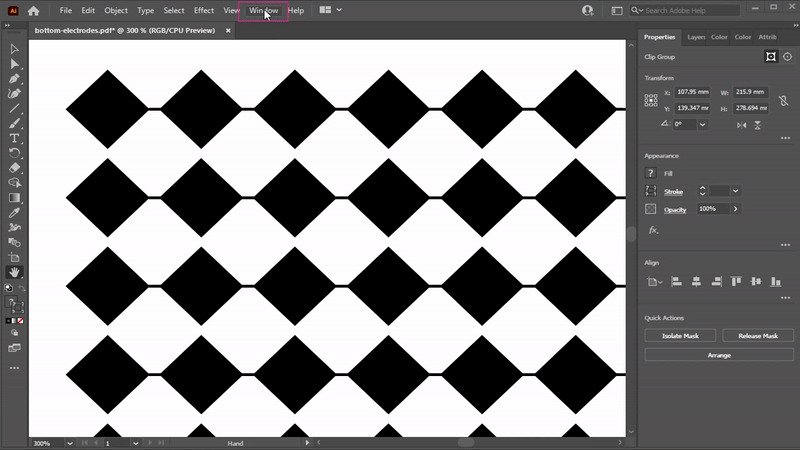 Ai File Edit Object Type Select Effect View Window Help Search Adobe Help
bottom-electrodes.pdf* @ 300 % (RGB/CPU Preview) ×
Properties Layers Color Color Attrib
Clip Group
Transform
X: 107.95 mm W: 215.9 mm
Y: 139.347 mr H: 278.694 mr
0°
Appearance
? Fill
Stroke
Opacity 100%
fx.
Align
Quick Actions
Isolate Mask Release Mask
Arrange
300% 1 Hand